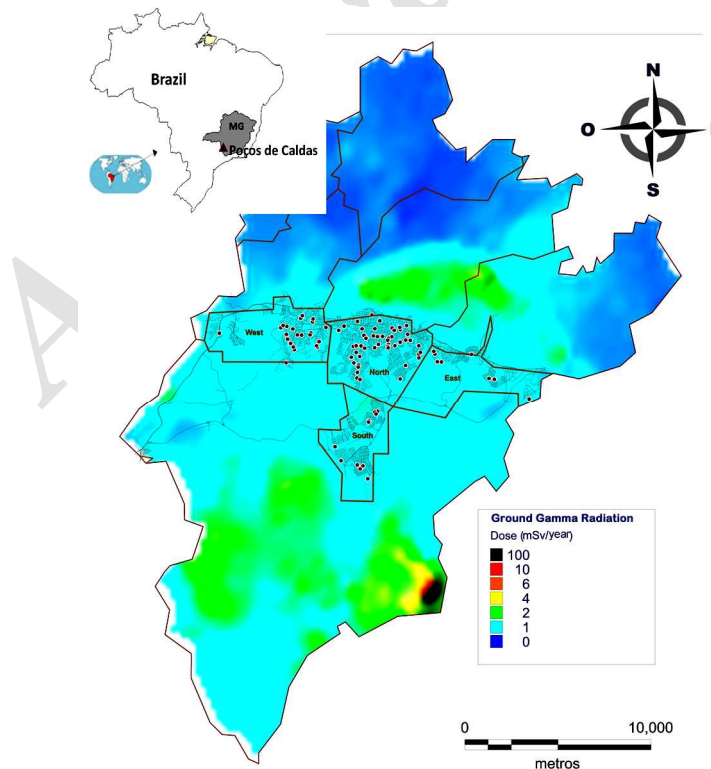 Brazil
MG
Poços de Caldas
N
O
S
West
North
East
South
Ground Gamma Radiation
Dose (mSv/year)
100
10
6
4
2
1
0
0 10,000
metros
A